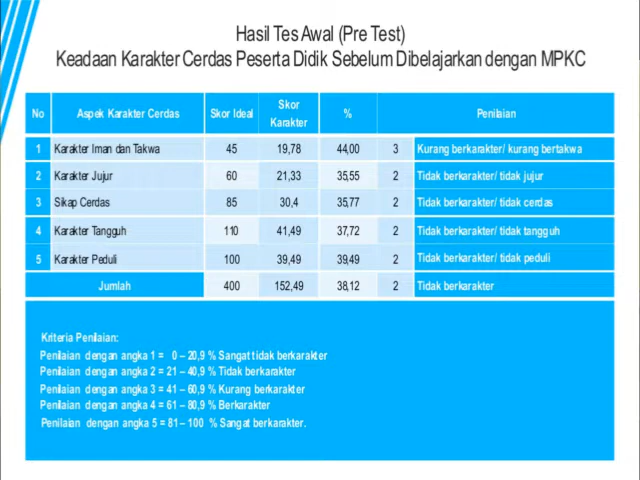 Hasil Tes Awal (Pre Test)
Keadaan Karakter Cerdas Peserta Didik Sebelum Dibelajarkan dengan MPKC
No Aspek Karakter Cerdas Skor Ideal Skor Karakter % Penilaian
1 Karakter Iman dan Takwa 45 19,78 44,00 3 Kurang berkarakter/ kurang bertakwa
2 Karakter Jujur 60 21,33 35,55 2 Tidak berkarakter/ tidak jujur
3 Sikap Cerdas 85 30,4 35,77 2 Tidak berkarakter/ tidak cerdas
4 Karakter Tangguh 110 41,49 37,72 2 Tidak berkarakter/ tidak tangguh
5 Karakter Peduli 100 39,49 39,49 2 Tidak berkarakter/ tidak peduli
Jumlah 400 152,49 38,12 2 Tidak berkarakter
Kriteria Penilaian:
Penilaian dengan angka 1 = 0 – 20,9 % Sangat tidak berkarakter
Penilaian dengan angka 2 = 21 – 40,9 % Tidak berkarakter
Penilaian dengan angka 3 = 41 – 60,9 % Kurang berkarakter
Penilaian dengan angka 4 = 61 – 80,9 % Berkarakter
Penilaian dengan angka 5 = 81 – 100 % Sangat berkarakter.